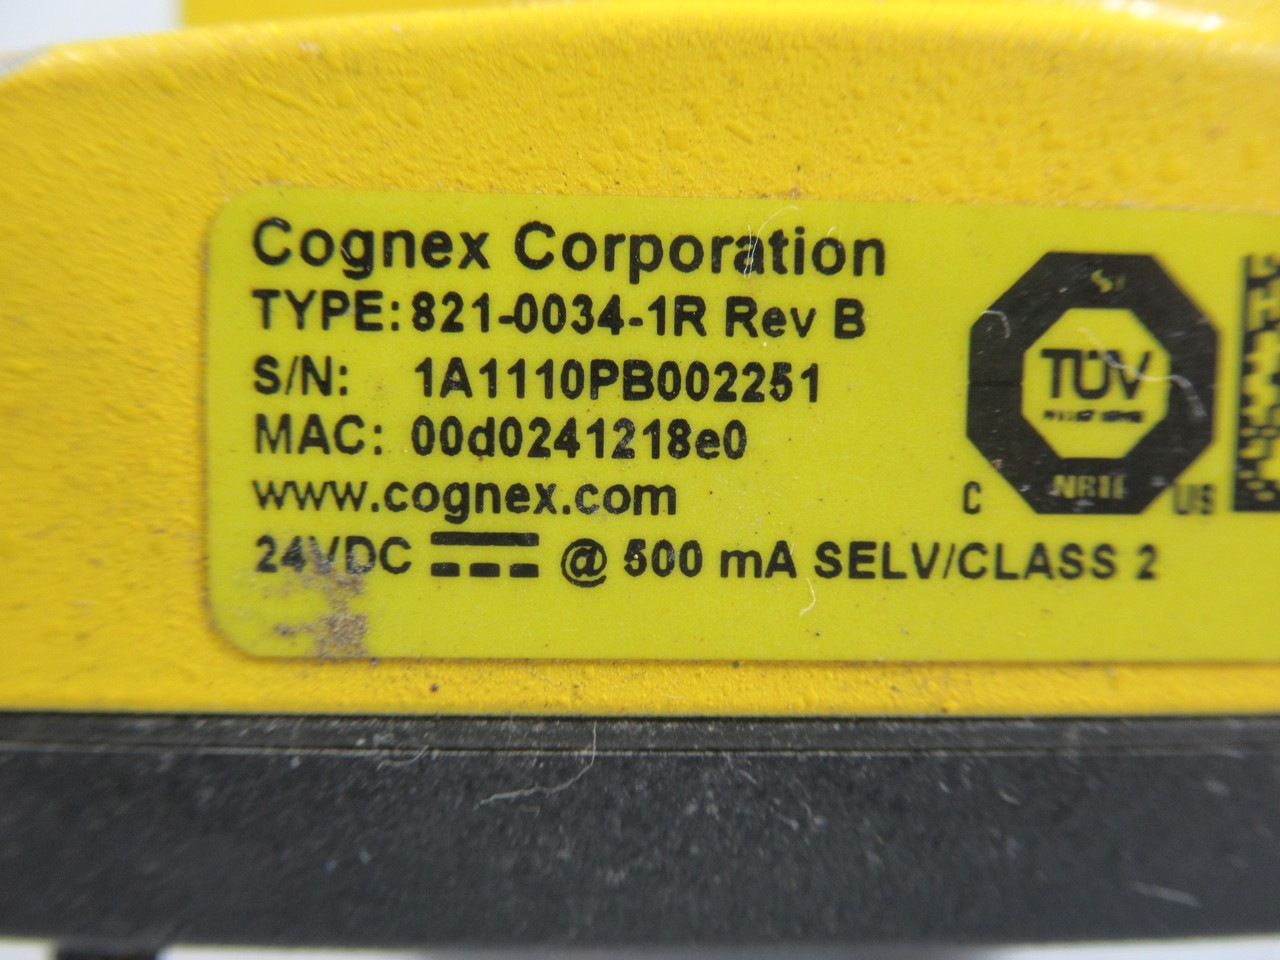 Cognex Corporation
TYPE: 821-0034-1R Rev B
S/N: 1A1110PB002251
MAC: 00d0241218e0
www.cognex.com
24VDC @ 500 mA SELV/CLASS 2
TÜV
C US